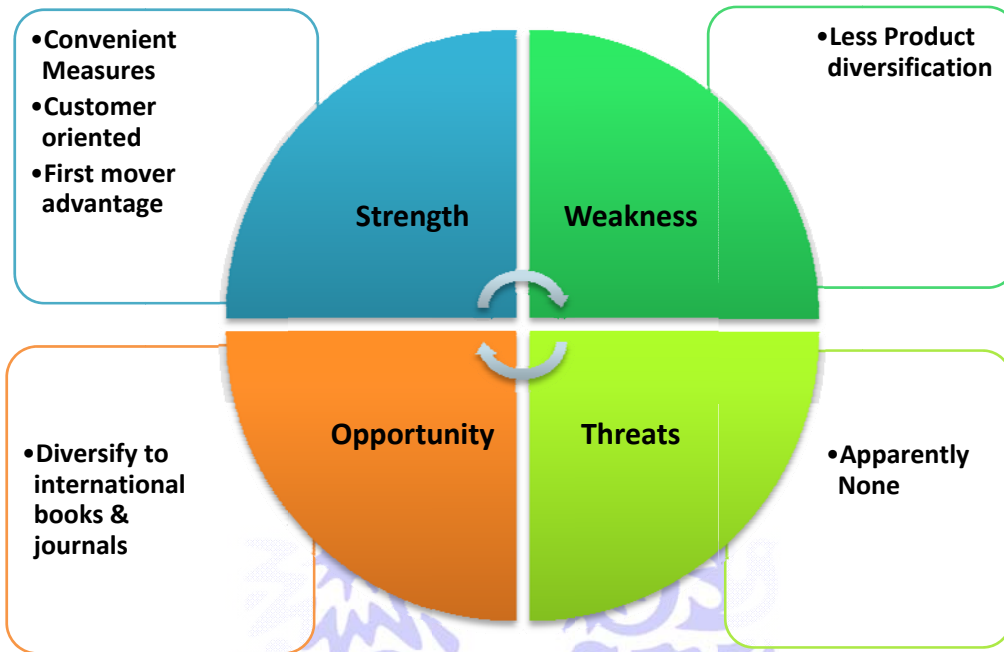 •Convenient
Measures
•Customer
oriented
•First mover
advantage
•Less Product
diversification
Strength
Weakness
Opportunity
Threats
•Diversify to
international
books &
journals
•Apparently
None